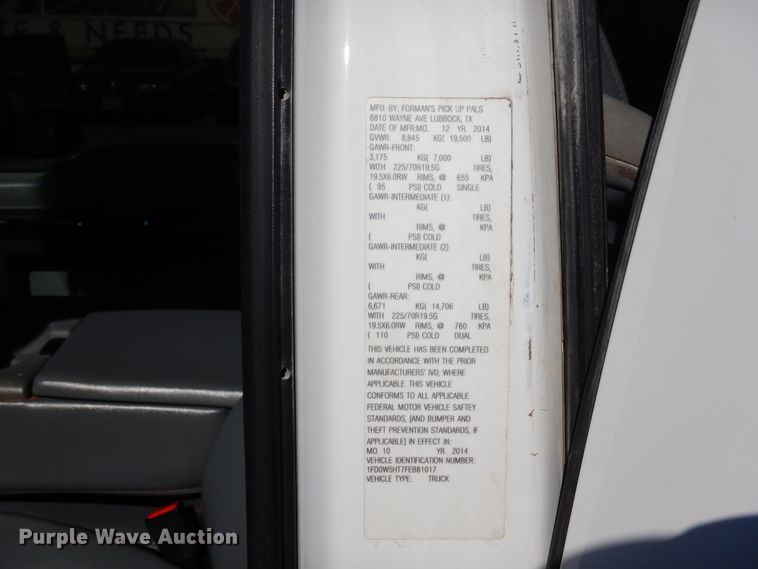 & NEEDS
MFD. BY: FORMAN'S PICK UP PALS
6810 WAYNE AVE LUBBOCK, TX
DATE OF MFR:MO. 12 YR. 2014
GVWR: 8,845 KG( 19,500 LB)
GAWR-FRONT:
3,175 KG( 7,000 LB)
WITH 225/70R19.5G TIRES,
19.5X6.0RW RIMS, @ 655 KPA
( 95 PSI) COLD SINGLE
GAWR-INTERMEDIATE (1):
KG( LB)
WITH TIRES,
RIMS, @ KPA
( PSI) COLD
GAWR-INTERMEDIATE (2):
KG( LB)
WITH TIRES,
RIMS, @ KPA
( PSI) COLD
GAWR-REAR:
6,671 KG( 14,706 LB)
WITH 225/70R19.5G TIRES,
19.5X6.0RW RIMS, @ 760 KPA
( 110 PSI) COLD DUAL
THIS VEHICLE HAS BEEN COMPLETED
IN ACCORDANCE WITH THE PRIOR
MANUFACTURERS' IVD, WHERE
APPLICABLE. THIS VEHICLE
CONFORMS TO ALL APPLICABLE
FEDERAL MOTOR VEHICLE SAFTEY
STANDARDS, [AND BUMPER AND
THEFT PREVENTION STANDARDS, IF
APPLICABLE] IN EFFECT IN:
MO. 10 YR. 2014
VEHICLE IDENTIFICATION NUMBER:
1FD0W5HT7FEB81017
VEHICLE TYPE: TRUCK
Purple Wave Auction